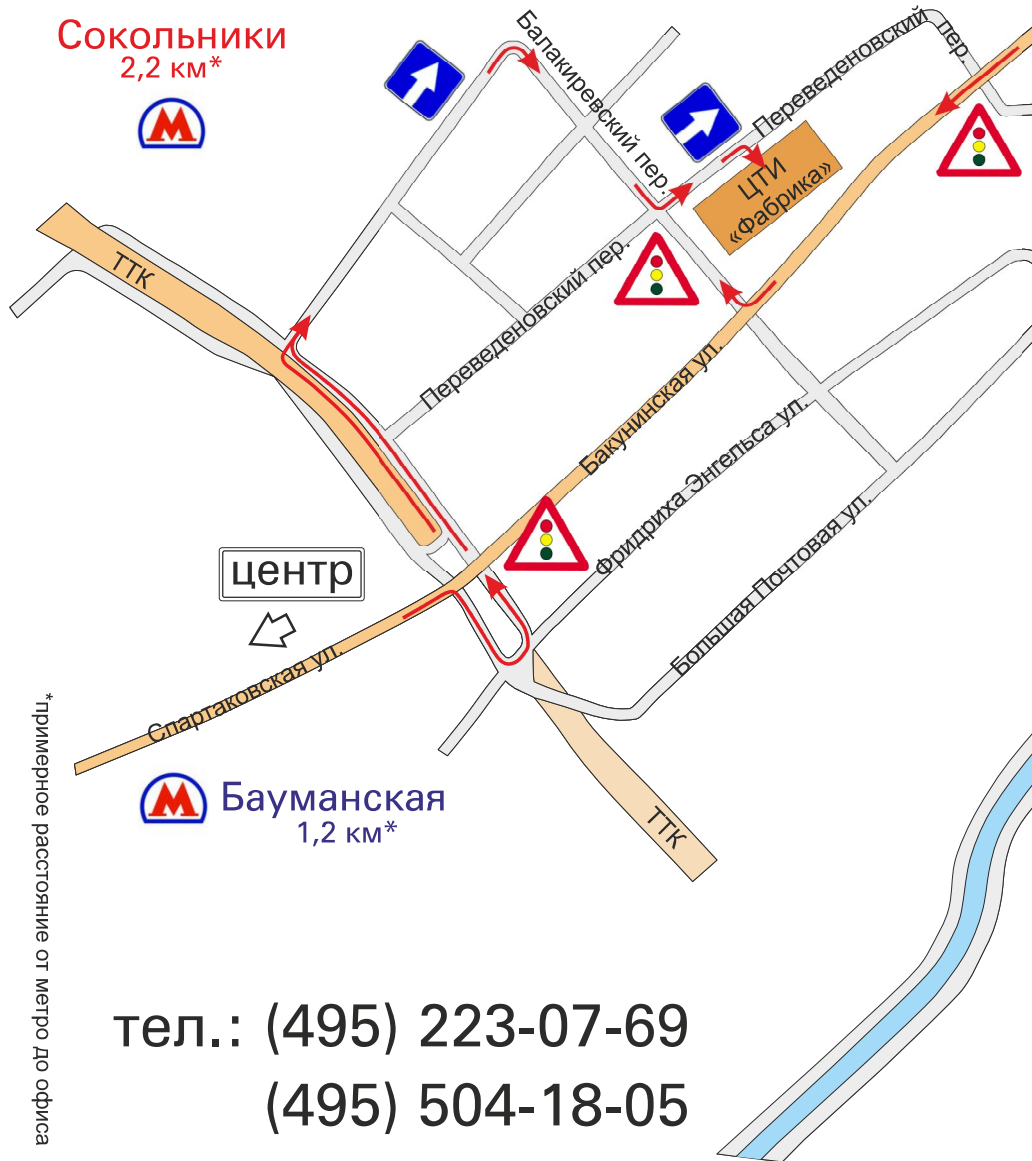 Сокольники
2,2 км*
М
Балакиревский пер.
Переведеновский пер.
ЦТИ
«Фабрика»
ТТК
Переведеновский пер.
Бакунинская ул.
Фридриха Энгельса ул.
Большая Почтовая ул.
центр
Спартаковская ул.
М
Бауманская
1,2 км*
ТТК
*примерное расстояние от метро до офиса
тел.: (495) 223-07-69
(495) 504-18-05